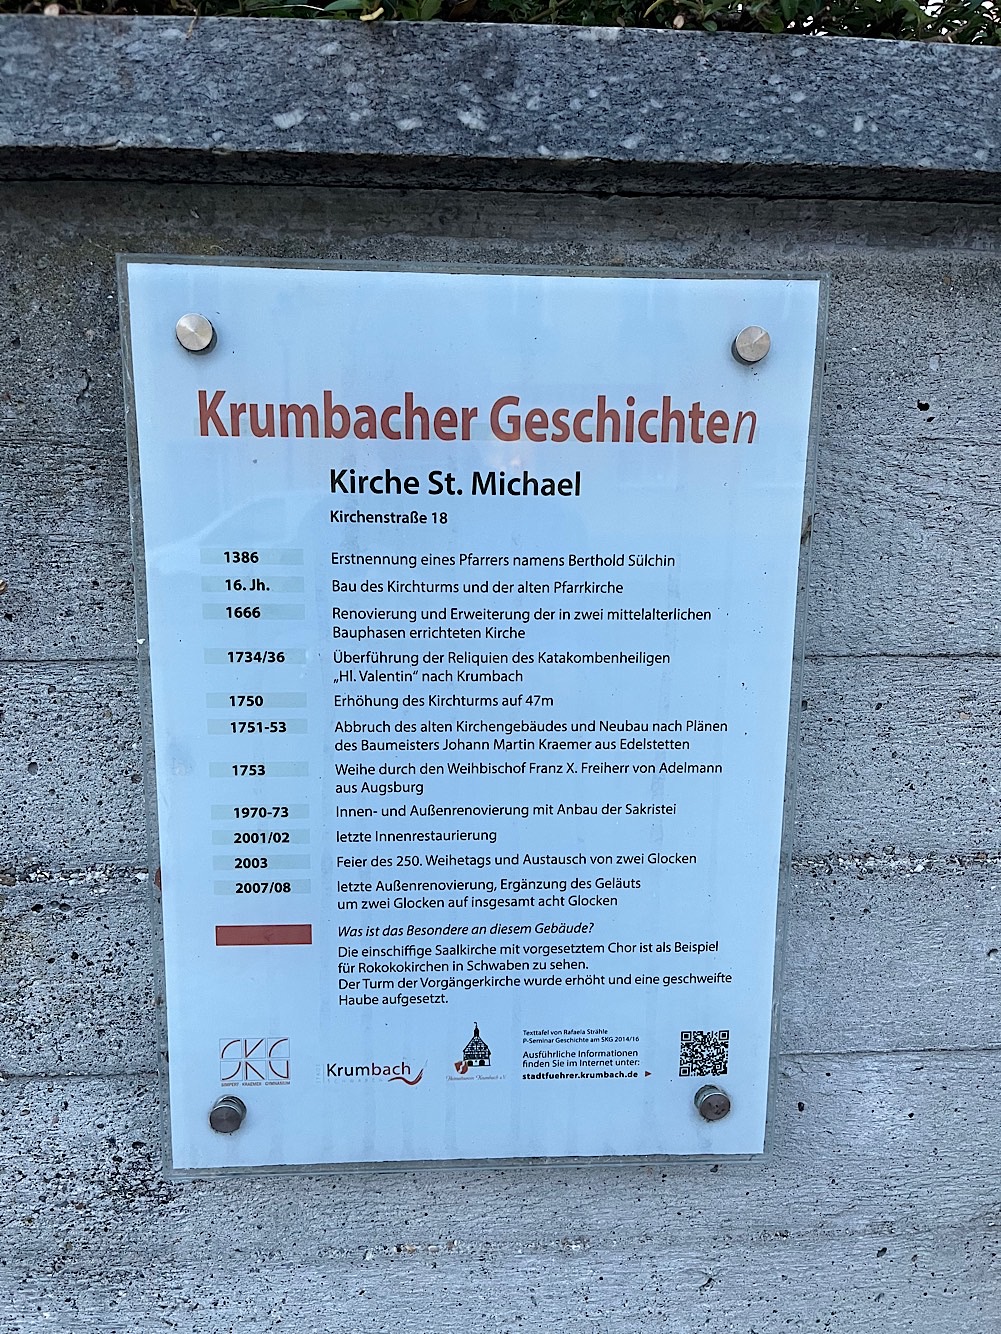 Krumbacher Geschichten
Kirche St. Michael
Kirchenstraße 18
1386 Erstnennung eines Pfarrers namens Berthold Sülchin
16. Jh. Bau des Kirchturms und der alten Pfarrkirche
1666 Renovierung und Erweiterung der in zwei mittelalterlichen
Bauphasen errichteten Kirche
1734/36 Überführung der Reliquien des Katakombenheiligen
„Hl. Valentin“ nach Krumbach
1750 Erhöhung des Kirchturms auf 47m
1751-53 Abbruch des alten Kirchengebäudes und Neubau nach Plänen
des Baumeisters Johann Martin Kraemer aus Edelstetten
1753 Weihe durch den Weihbischof Franz X. Freiherr von Adelmann
aus Augsburg
1970-73 Innen- und Außenrenovierung mit Anbau der Sakristei
2001/02 letzte Innenrestaurierung
2003 Feier des 250. Weihetags und Austausch von zwei Glocken
2007/08 letzte Außenrenovierung, Ergänzung des Geläuts
um zwei Glocken auf insgesamt acht Glocken
Was ist das Besondere an diesem Gebäude?
Die einschiffige Saalkirche mit vorgesetztem Chor ist als Beispiel
für Rokokokirchen in Schwaben zu sehen.
Der Turm der Vorgängerkirche wurde erhöht und eine geschweifte
Haube aufgesetzt.
SKG
SIMPERT KRAEMER GYMNASIUM
Krumbach
SCHWABEN
Heimatverein Krumbach e.V.
Texttafel von Rafaela Strähle
P-Seminar Geschichte am SKG 2014/16
Ausführliche Informationen
finden Sie im Internet unter:
stadtfuehrer.krumbach.de